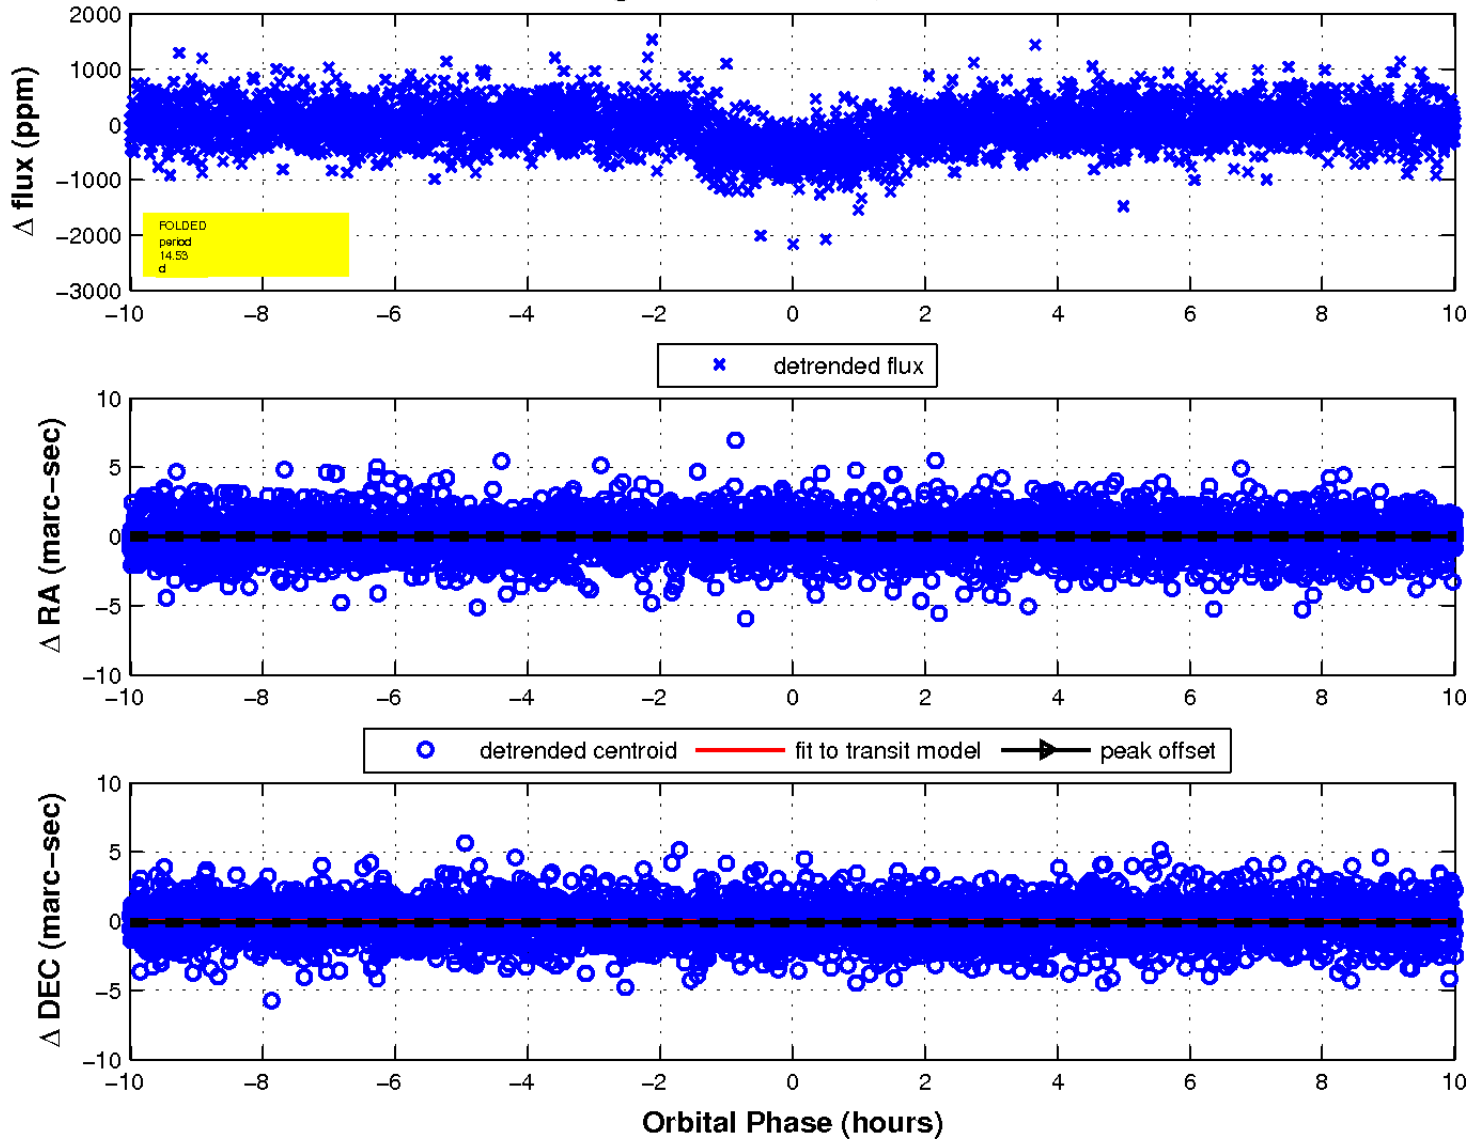 2000
1000
0
−1000
−2000
−3000
Δ flux (ppm)
FOLDED
period
14.53
d
−10 −8 −6 −4 −2 0 2 4 6 8 10
detrended flux
10
5
0
−5
−10
Δ RA (marc−sec)
−10 −8 −6 −4 −2 0 2 4 6 8 10
detrended centroid fit to transit model peak offset
10
5
0
−5
−10
Δ DEC (marc−sec)
−10 −8 −6 −4 −2 0 2 4 6 8 10
Orbital Phase (hours)